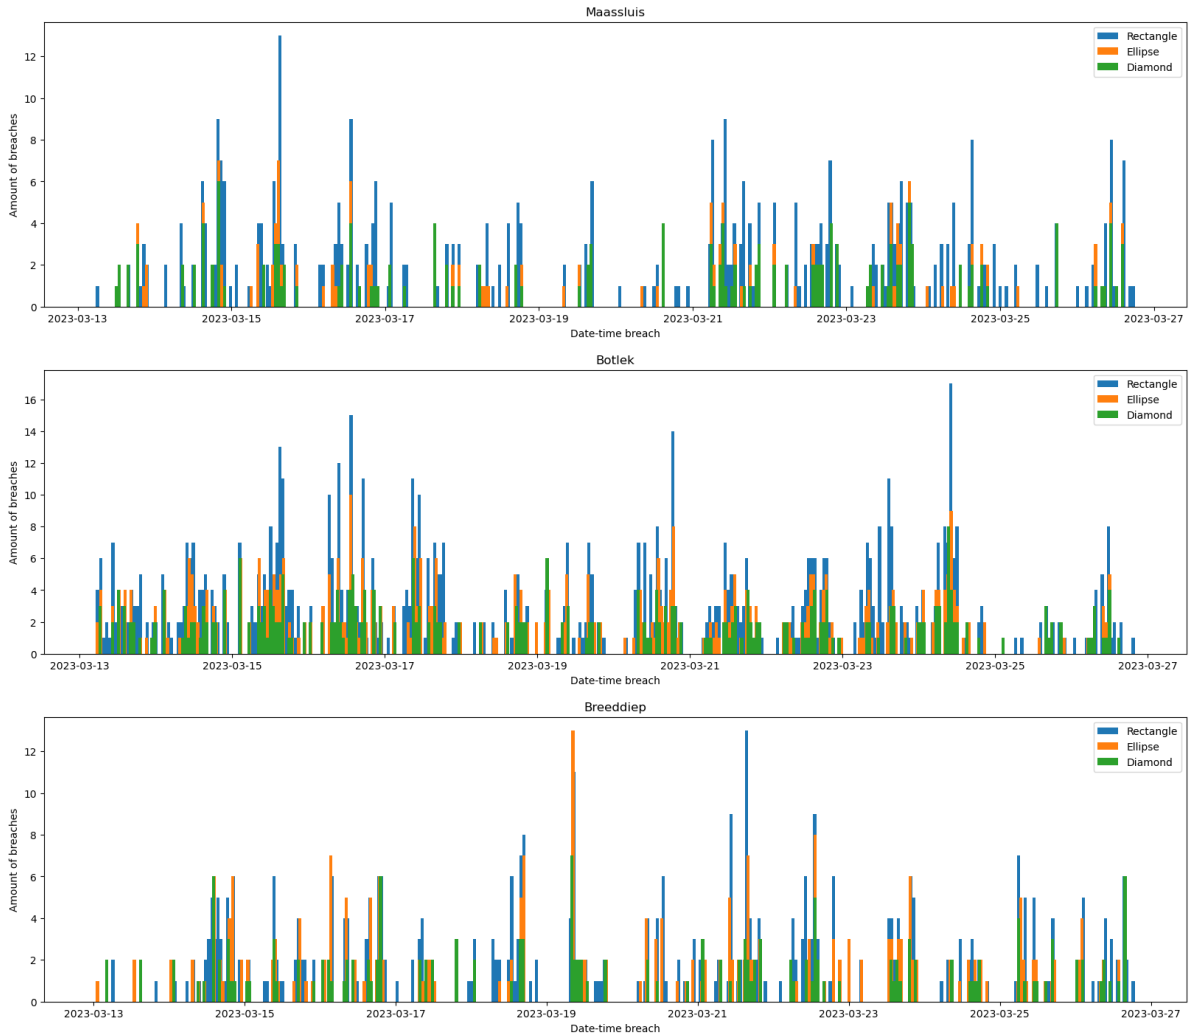 Maassluis
Amount of breaches
12
10
8
6
4
2
0
Rectangle
Ellipse
Diamond
2023-03-13 2023-03-15 2023-03-17 2023-03-19 2023-03-21 2023-03-23 2023-03-25 2023-03-27
Date-time breach
Botlek
Amount of breaches
16
14
12
10
8
6
4
2
0
Rectangle
Ellipse
Diamond
2023-03-13 2023-03-15 2023-03-17 2023-03-19 2023-03-21 2023-03-23 2023-03-25 2023-03-27
Date-time breach
Breeddiep
Amount of breaches
12
10
8
6
4
2
0
Rectangle
Ellipse
Diamond
2023-03-13 2023-03-15 2023-03-17 2023-03-19 2023-03-21 2023-03-23 2023-03-25 2023-03-27
Date-time breach